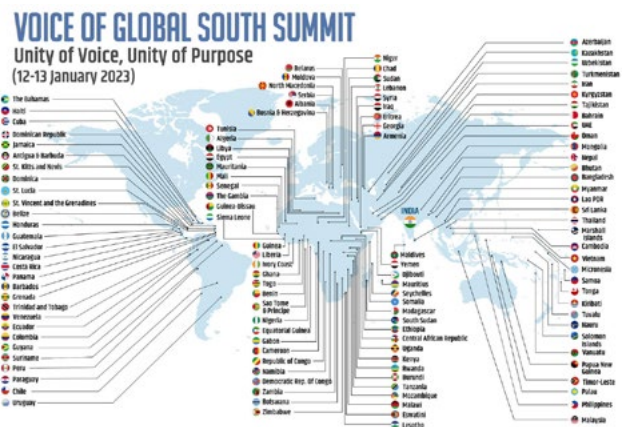 VOICE OF GLOBAL SOUTH SUMMIT
Unity of Voice, Unity of Purpose
(12-13 January 2023)
The Bahamas
Haiti
Cuba
Dominican Republic
Jamaica
Antigua & Barbuda
St. Kitts and Nevis
Dominica
St. Lucia
St. Vincent and the Grenadines
Belize
Honduras
Guatemala
El Salvador
Nicaragua
Costa Rica
Panama
Barbados
Grenada
Trinidad and Tobago
Venezuela
Ecuador
Colombia
Guyana
Suriname
Peru
Paraguay
Chile
Uruguay
Belarus
Moldova
North Macedonia
Serbia
Albania
Bosnia & Herzegovina
Tunisia
Algeria
Libya
Egypt
Mauritania
Mali
Senegal
The Gambia
Guinea-Bissau
Sierra Leone
Guinea
Liberia
Ivory Coast
Ghana
Togo
Benin
Sao Tome
& Principe
Nigeria
Equatorial Guinea
Gabon
Cameroon
Republic of Congo
Namibia
Democratic Rep. Of Congo
Zambia
Botswana
Zimbabwe
Niger
Chad
Sudan
Lebanon
Syria
Iraq
Eritrea
Georgia
Armenia
INDIA
Maldives
Yemen
Djibouti
Mauritius
Seychelles
Somalia
Madagascar
South Sudan
Ethiopia
Central African Republic
Uganda
Kenya
Rwanda
Burundi
Tanzania
Mozambique
Malawi
Eswatini
Lesotho
Azerbaijan
Kazakhstan
Uzbekistan
Turkmenistan
Iran
Kyrgyzstan
Tajikistan
Bahrain
UAE
Oman
Mongolia
Nepal
Bhutan
Bangladesh
Myanmar
Lao PDR
Sri Lanka
Thailand
Marshall
Islands
Cambodia
Vietnam
Micronesia
Samoa
Tonga
Kiribati
Tuvalu
Nauru
Solomon
Islands
Vanuatu
Papua New
Guinea
Timor-Leste
Palau
Philippines
Malaysia